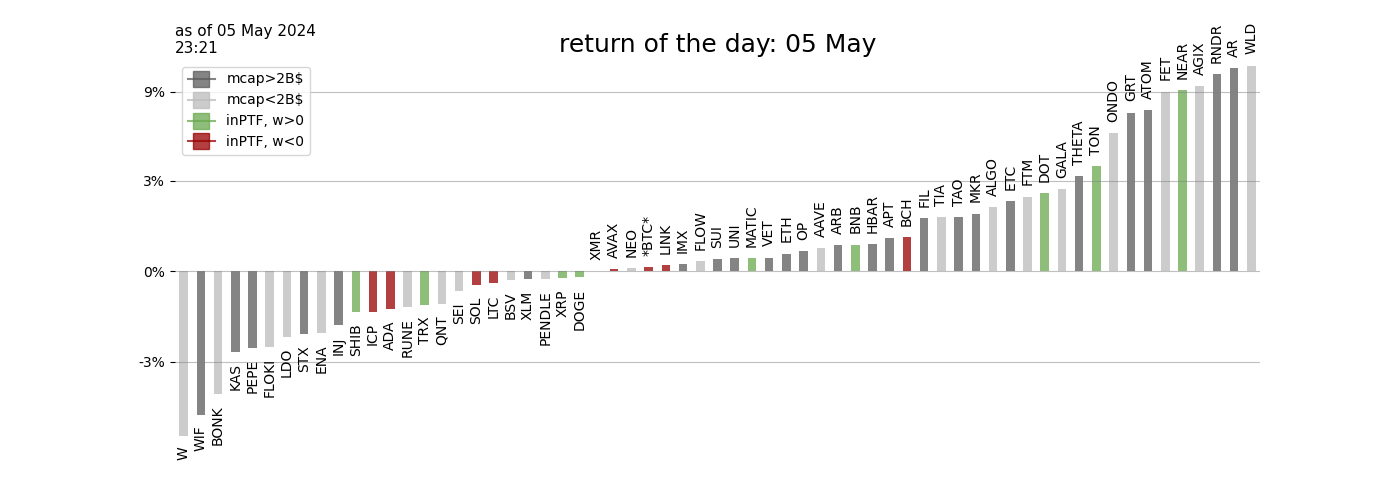 as of 05 May 2024
23:21
return of the day: 05 May
mcap>2B$
mcap<2B$
inPTF, w>0
inPTF, w<0
9%
3%
0%
-3%
W
WIF
BONK
KAS
PEPE
FLOKI
LDO
STX
ENA
INJ
SHIB
ICP
ADA
RUNE
TRX
QNT
SEI
SOL
LTC
BSV
XLM
PENDLE
XRP
DOGE
XMR
AVAX
NEO
*BTC*
LINK
IMX
FLOW
SUI
UNI
MATIC
VET
ETH
OP
AAVE
ARB
BNB
HBAR
APT
BCH
FIL
TIA
TAO
MKR
ALGO
ETC
FTM
DOT
GALA
THETA
TON
ONDO
GRT
ATOM
FET
NEAR
AGIX
RNDR
AR
WLD